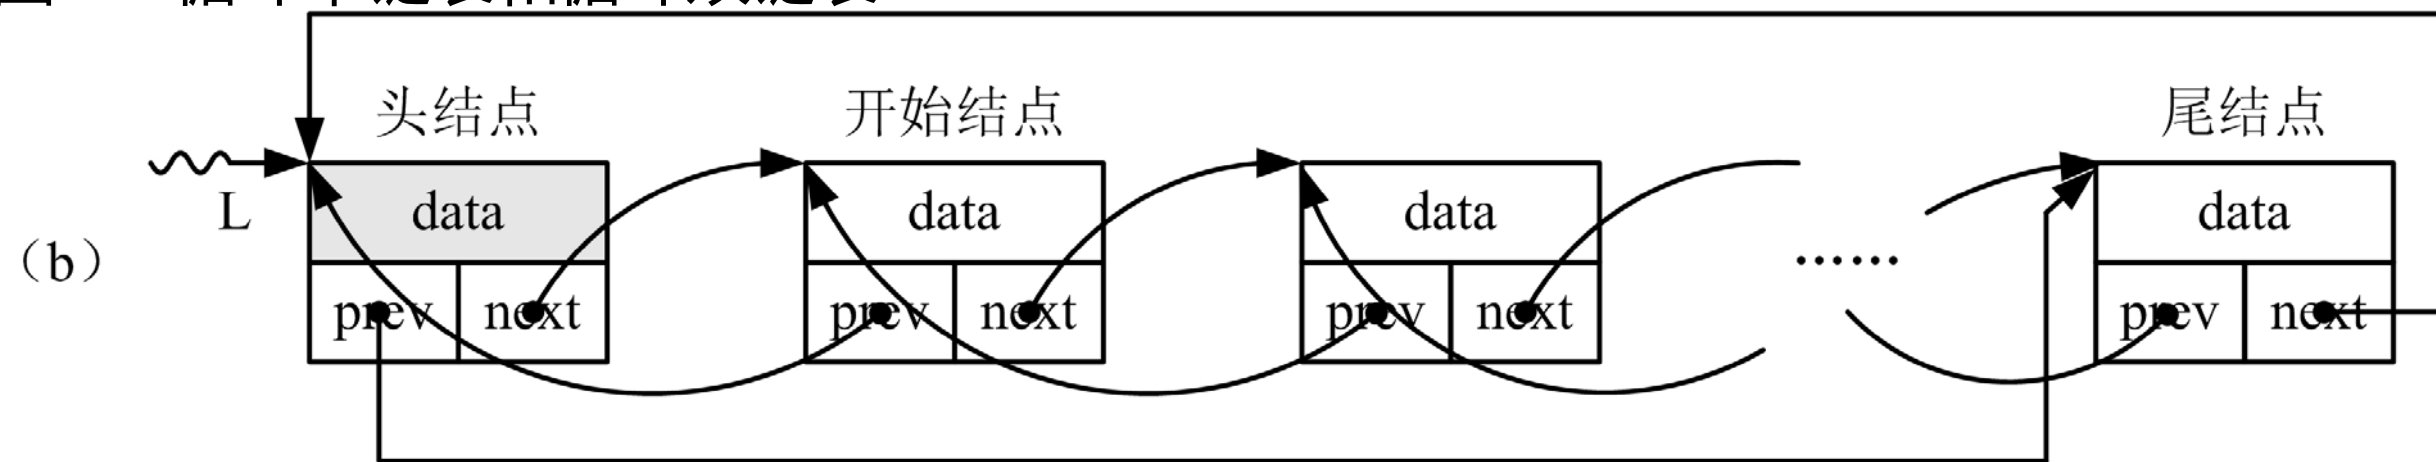 头结点 开始结点 尾结点
L data data data data
（b） ······
prev next prev next prev next prev next